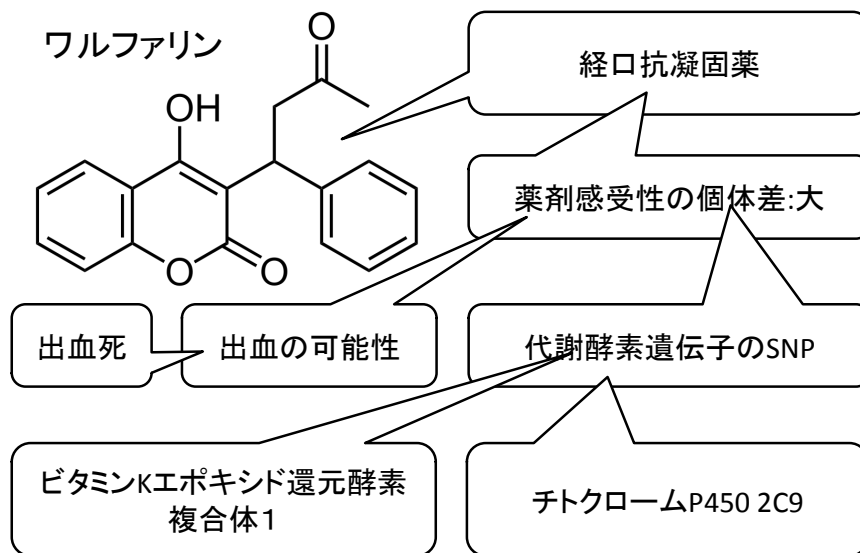 ワルファリン
O
OH
O
O
経口抗凝固薬
薬剤感受性の個体差:大
出血死
出血の可能性
代謝酵素遺伝子のSNP
ビタミンKエポキシド還元酵素
複合体1
チトクロームP450 2C9